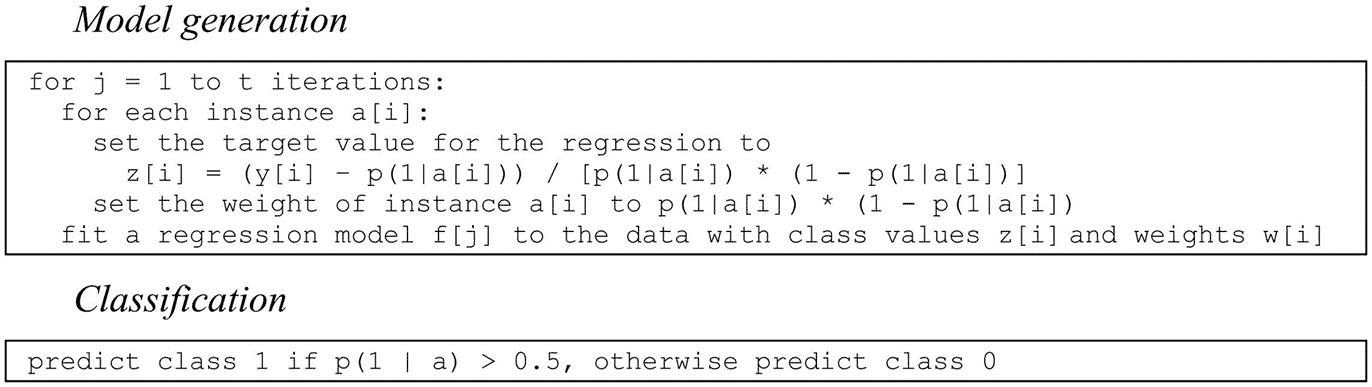 Model generation
for j = 1 to t iterations:
for each instance a[i]:
set the target value for the regression to
z[i] = (y[i] – p(1|a[i])) / [p(1|a[i]) * (1 - p(1|a[i])]
set the weight of instance a[i] to p(1|a[i]) * (1 - p(1|a[i])
fit a regression model f[j] to the data with class values z[i] and weights w[i]
Classification
predict class 1 if p(1 | a) > 0.5, otherwise predict class 0